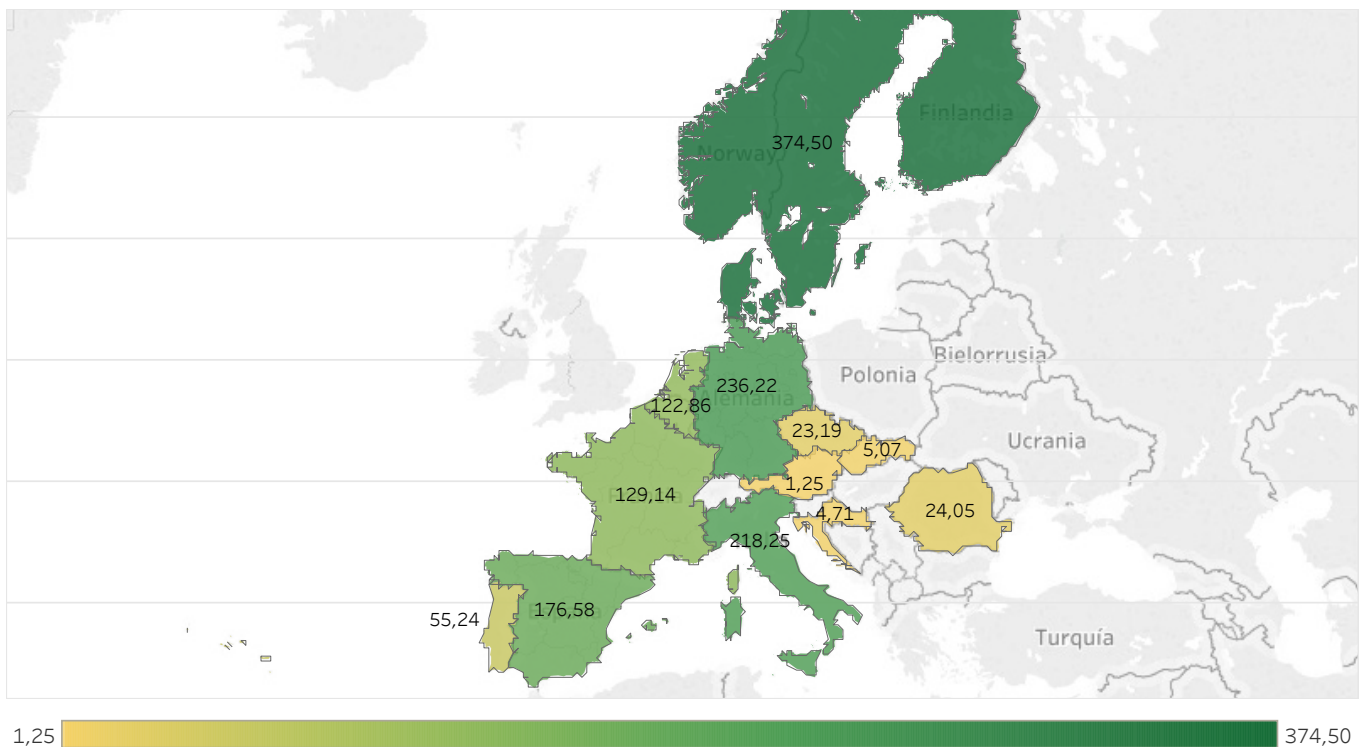 Finlandia
374,50
Norway
Bielorrusia
Polonia
236,22
Alemania
122,86
23,19
Ucrania
5,07
1,25
129,14
24,05
4,71
218,25
176,58
55,24
Turquía
1,25
374,50